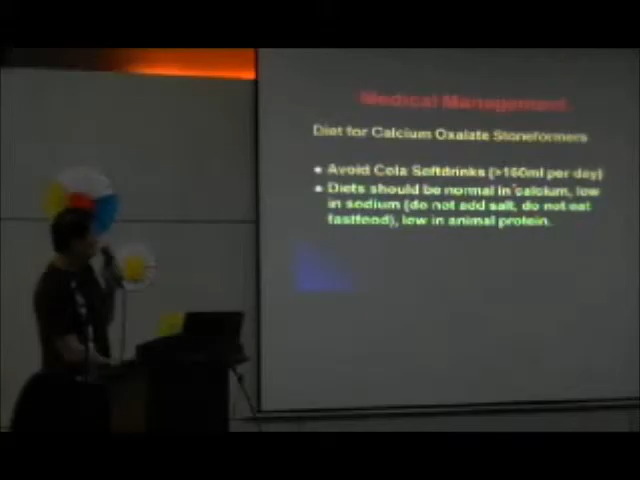 Medical Management
Diet for Calcium Oxalate Stoneformers
• Avoid Cola Softdrinks (>160ml per day)
• Diets should be normal in calcium, low
in sodium (do not add salt, do not eat
fastfood), low in animal protein.